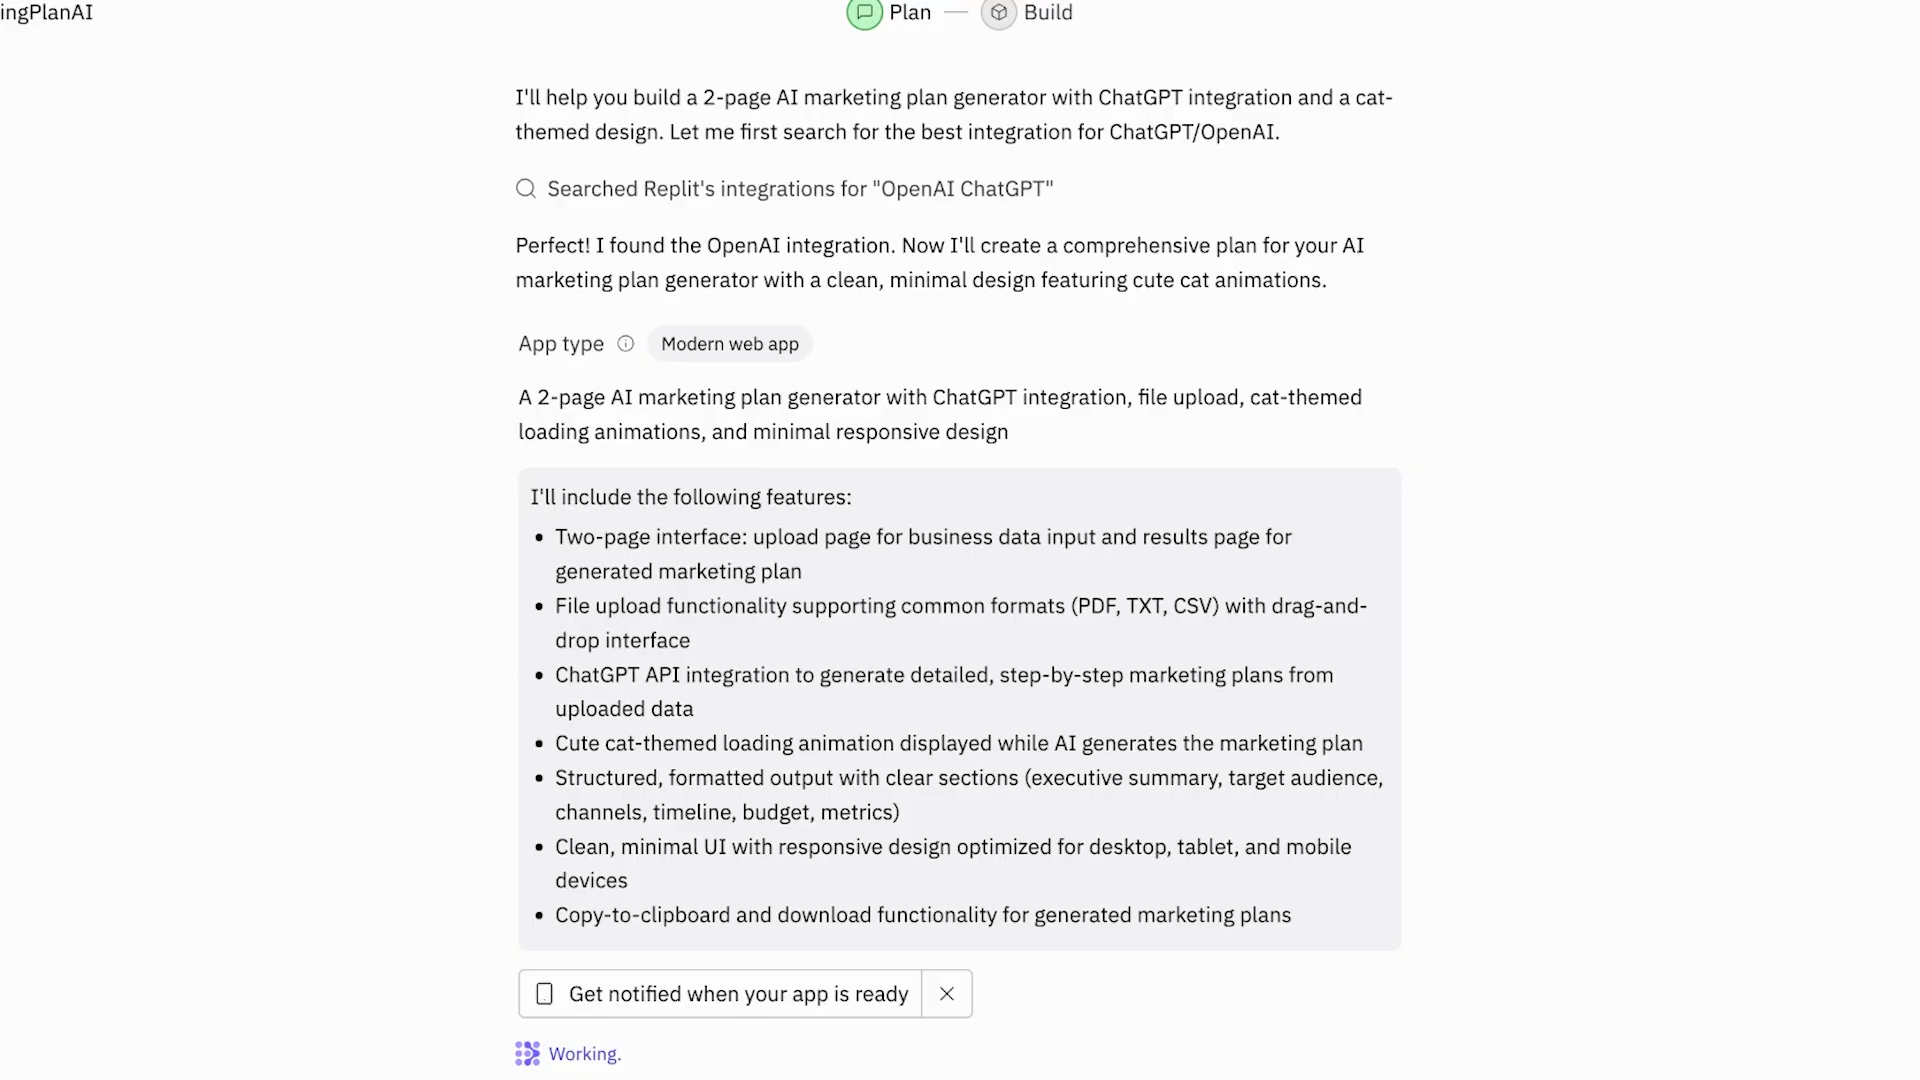 ingPlanAI
Plan
Build
I'll help you build a 2-page AI marketing plan generator with ChatGPT integration and a cat-
themed design. Let me first search for the best integration for ChatGPT/OpenAI.
Searched Replit's integrations for "OpenAI ChatGPT"
Perfect! I found the OpenAI integration. Now I'll create a comprehensive plan for your AI
marketing plan generator with a clean, minimal design featuring cute cat animations.
App type
Modern web app
A 2-page AI marketing plan generator with ChatGPT integration, file upload, cat-themed
loading animations, and minimal responsive design
I'll include the following features:
• Two-page interface: upload page for business data input and results page for
generated marketing plan
• File upload functionality supporting common formats (PDF, TXT, CSV) with drag-and-
drop interface
• ChatGPT API integration to generate detailed, step-by-step marketing plans from
uploaded data
• Cute cat-themed loading animation displayed while AI generates the marketing plan
• Structured, formatted output with clear sections (executive summary, target audience,
channels, timeline, budget, metrics)
• Clean, minimal UI with responsive design optimized for desktop, tablet, and mobile
devices
• Copy-to-clipboard and download functionality for generated marketing plans
Get notified when your app is ready
Working.